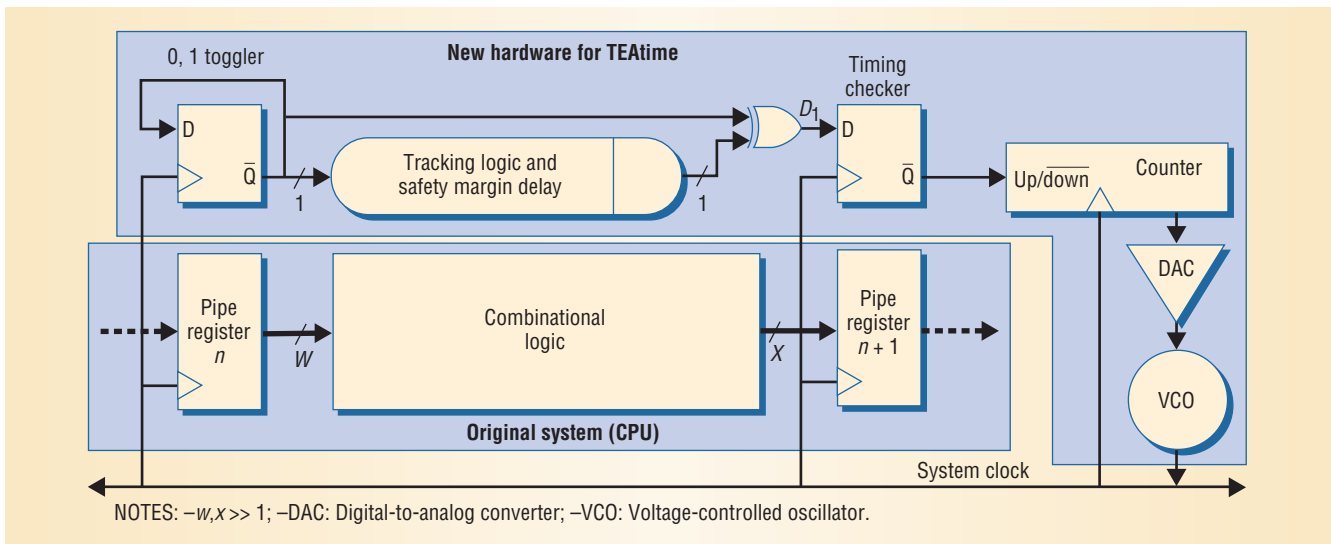 New hardware for TEAtime
0, 1 toggler
D
Q̅
1
Tracking logic and
safety margin delay
1
D1
Timing
checker
D
Q̅
Up/d̅o̅w̅n̅
Counter
DAC
VCO
Pipe
register
n
W
Combinational
logic
X
Pipe
register
n + 1
Original system (CPU)
System clock
NOTES: –w,x >> 1; –DAC: Digital-to-analog converter; –VCO: Voltage-controlled oscillator.